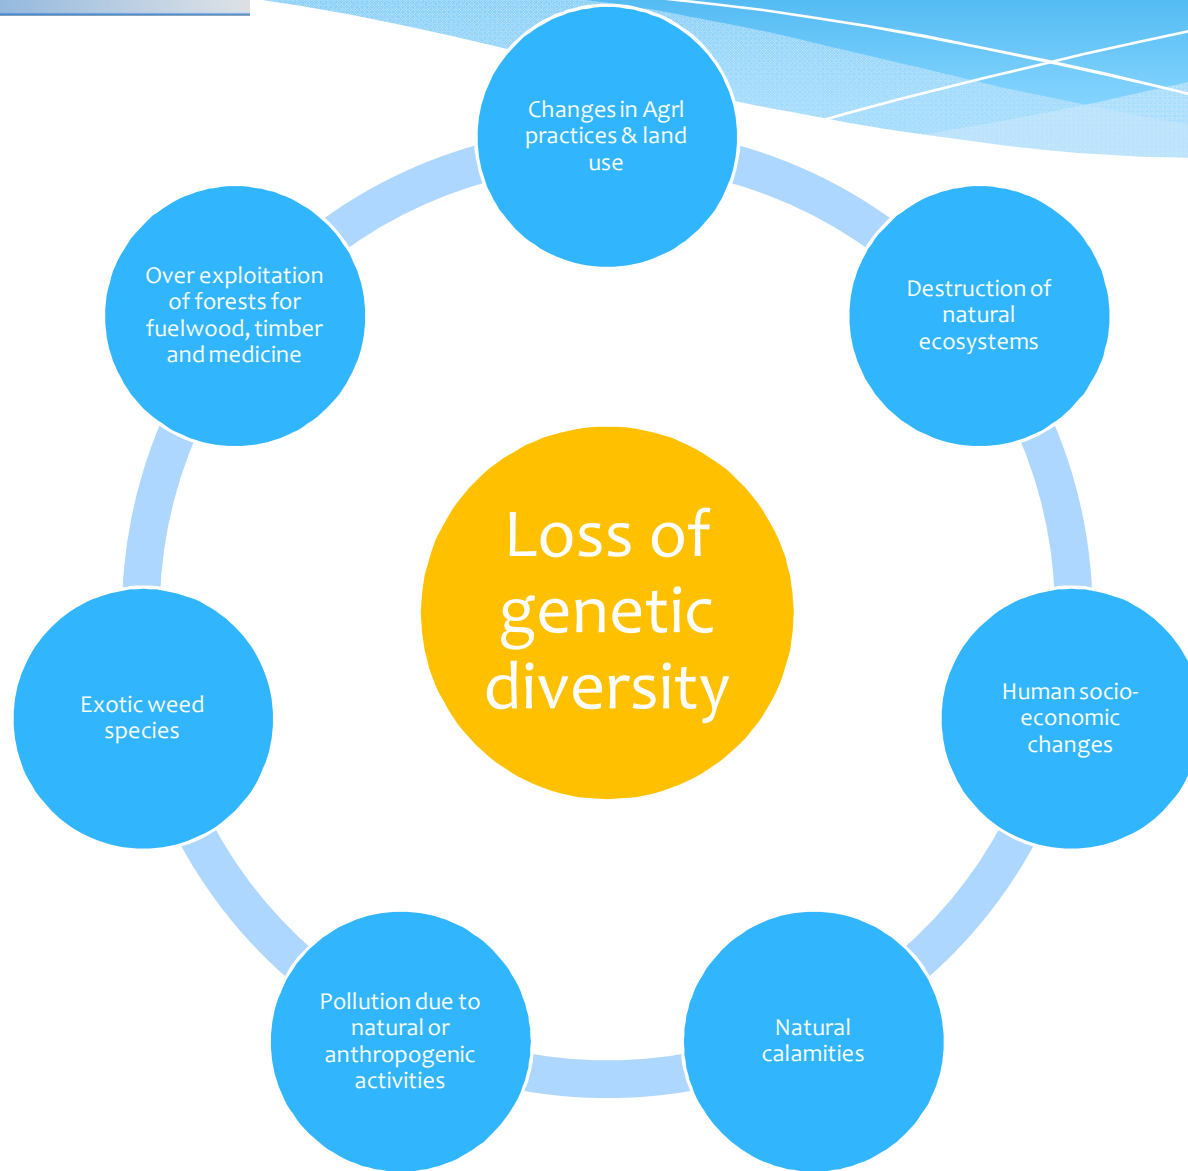 Changes in Agrl
practices & land
use
Over exploitation
of forests for
fuelwood, timber
and medicine
Destruction of
natural
ecosystems
Loss of
genetic
diversity
Exotic weed
species
Human socio-
economic
changes
Pollution due to
natural or
anthropogenic
activities
Natural
calamities